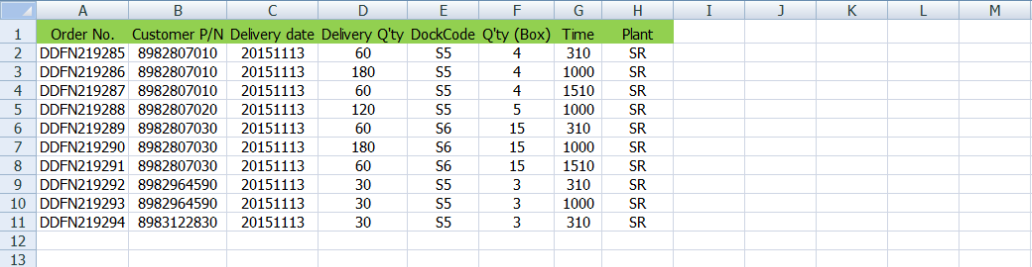 A B C D E F G H I J K L M
1 Order No. Customer P/N Delivery date Delivery Q'ty DockCode Q'ty (Box) Time Plant
2 DDFN219285 8982807010 20151113 60 S5 4 310 SR
3 DDFN219286 8982807010 20151113 180 S5 4 1000 SR
4 DDFN219287 8982807010 20151113 60 S5 4 1510 SR
5 DDFN219288 8982807020 20151113 120 S5 5 1000 SR
6 DDFN219289 8982807030 20151113 60 S6 15 310 SR
7 DDFN219290 8982807030 20151113 180 S6 15 1000 SR
8 DDFN219291 8982807030 20151113 60 S6 15 1510 SR
9 DDFN219292 8982964590 20151113 30 S5 3 310 SR
10 DDFN219293 8982964590 20151113 30 S5 3 1000 SR
11 DDFN219294 8983122830 20151113 30 S5 3 310 SR
12
13